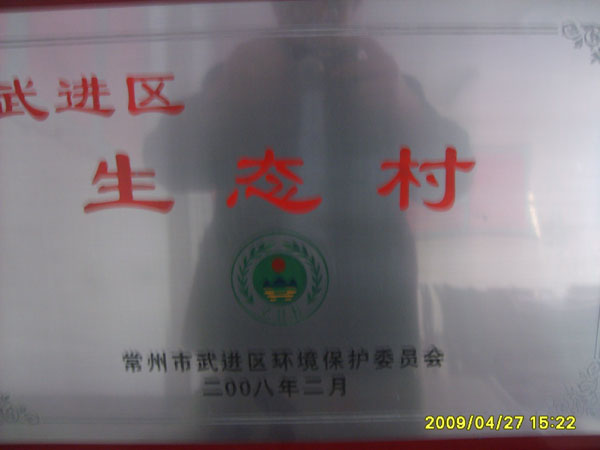 武进区
生态村
常州市武进区环境保护委员会
二00八年二月
2009/04/27 15:22